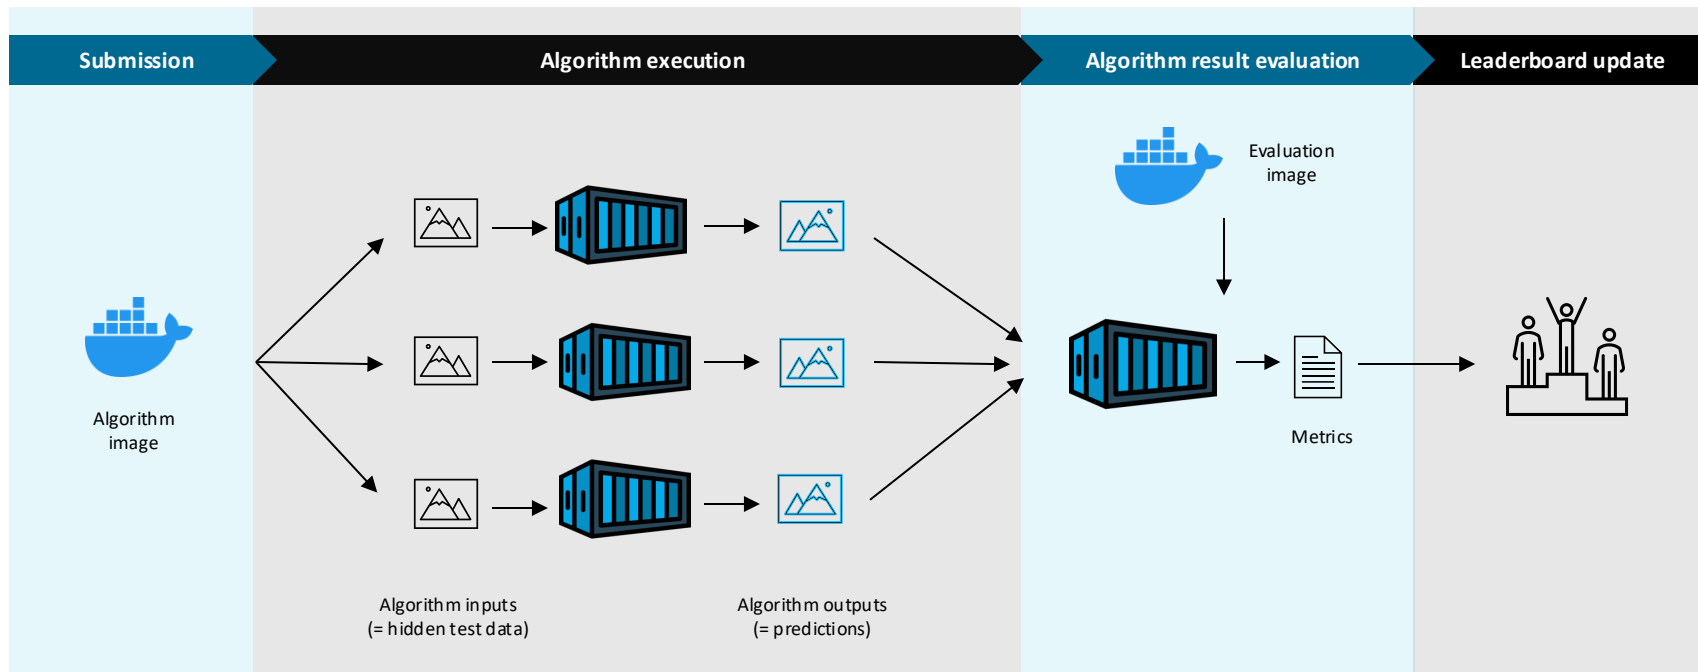 Submission
Algorithm execution
Algorithm result evaluation
Leaderboard update
Evaluation
image
Algorithm
image
Metrics
Algorithm inputs
(= hidden test data)
Algorithm outputs
(= predictions)